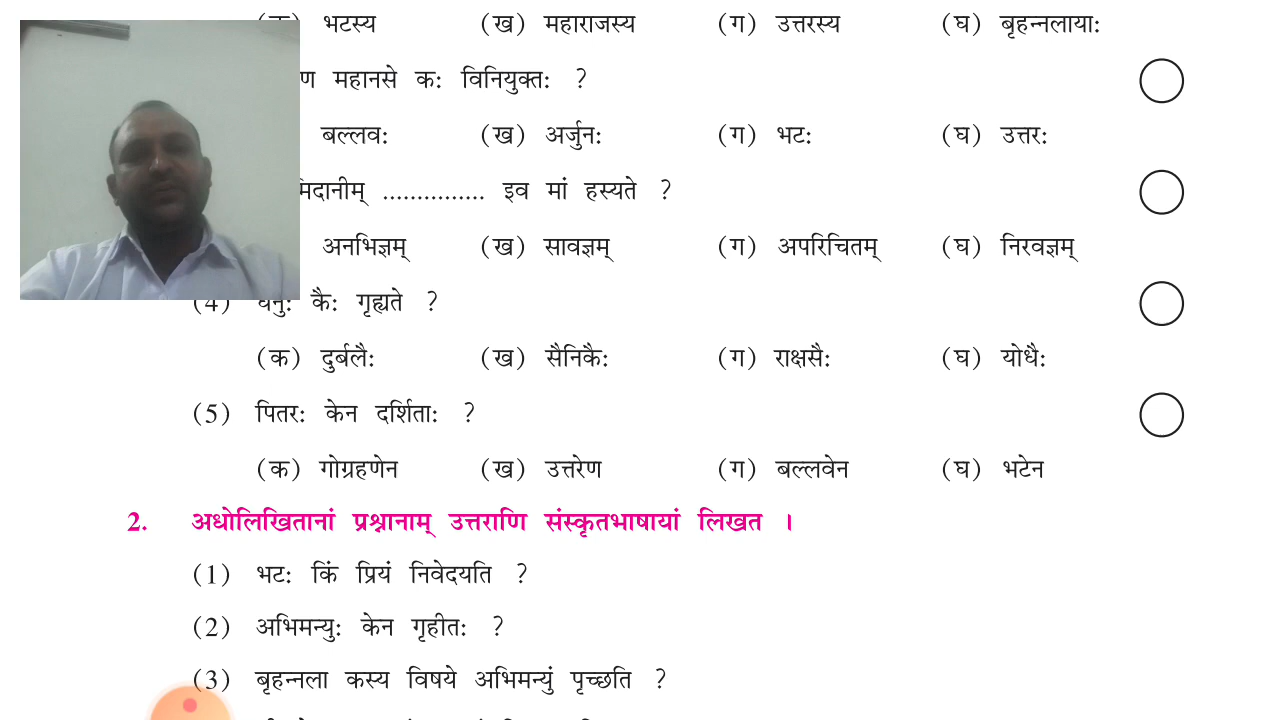 भटस्य (ख) महाराजस्य (ग) उत्तरस्य (घ) बृहन्नलायाः
महानसे कः विनियुक्तः ?
बल्लवः (ख) अर्जुनः (ग) भटः (घ) उत्तरः
............... इव मां हस्यते ?
अनभिज्ञम् (ख) सावज्ञम् (ग) अपरिचितम् (घ) निरवज्ञम्
(4) धनुः कैः गृह्यते ?
(क) दुर्बलैः (ख) सैनिकैः (ग) राक्षसैः (घ) योधैः
(5) पितरः केन दर्शिताः ?
(क) गोग्रहणेन (ख) उत्तरेण (ग) बल्लवेन (घ) भटेन
2. अधोलिखितानां प्रश्नानाम् उत्तराणि संस्कृतभाषायां लिखत ।
(1) भटः किं प्रियं निवेदयति ?
(2) अभिमन्युः केन गृहीतः ?
(3) बृहन्नला कस्य विषये अभिमन्युं पृच्छति ?